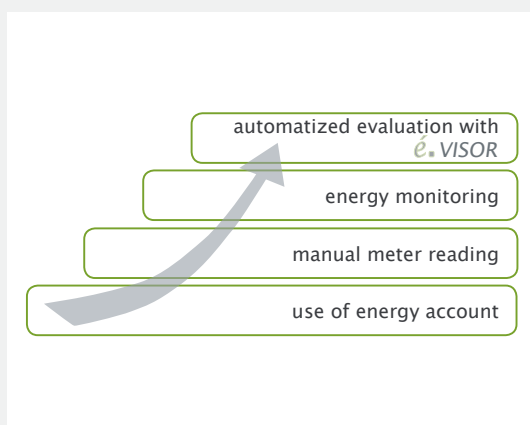 automatized evaluation with
é.VISOR
energy monitoring
manual meter reading
use of energy account